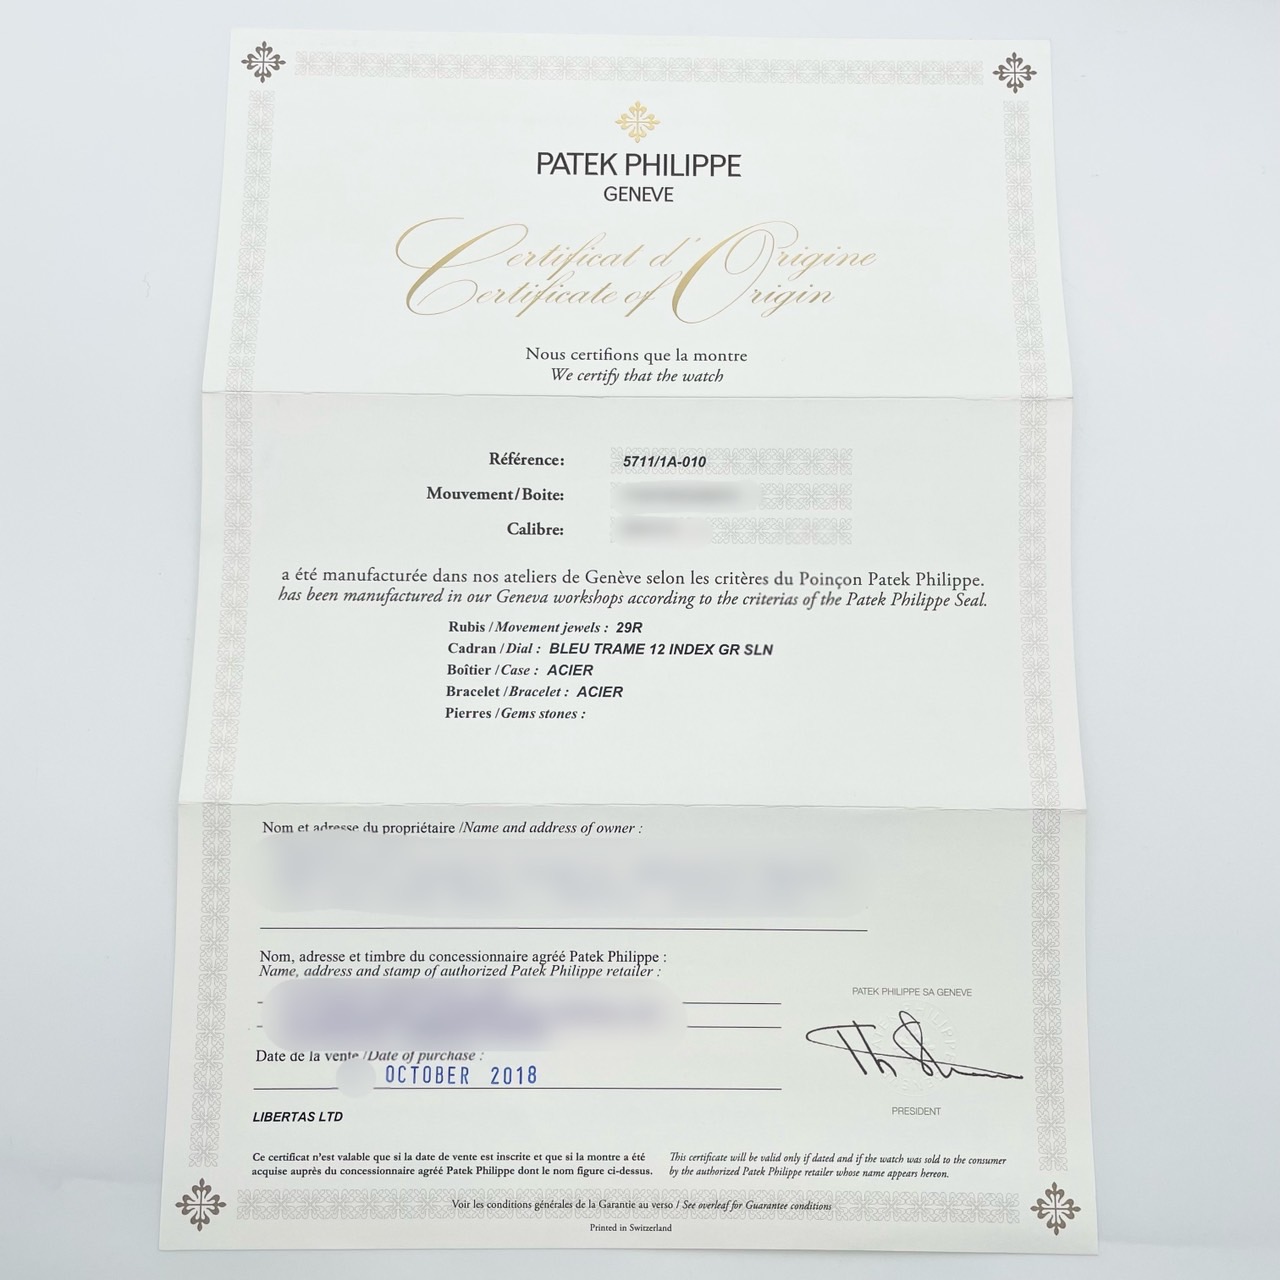 PATEK PHILIPPE
GENEVE
Certificat d'Origine
Certificate of Origin
Nous certifions que la montre
We certify that the watch
Référence: 5711/1A-010
Mouvement/Boite:
Calibre:
a été manufacturée dans nos ateliers de Genève selon les critères du Poinçon Patek Philippe.
has been manufactured in our Geneva workshops according to the criterias of the Patek Philippe Seal.
Rubis /Movement jewels : 29R
Cadran /Dial : BLEU TRAME 12 INDEX GR SLN
Boîtier /Case : ACIER
Bracelet /Bracelet : ACIER
Pierres /Gems stones :
Nom et adresse du propriétaire /Name and address of owner :
Nom, adresse et timbre du concessionnaire agréé Patek Philippe :
Name, address and stamp of authorized Patek Philippe retailer :
PATEK PHILIPPE SA GENEVE
Date de la vente /Date of purchase :
OCTOBER 2018
PRESIDENT
LIBERTAS LTD
Ce certificat n'est valable que si la date de vente est inscrite et que si la montre a été
acquise auprès du concessionnaire agréé Patek Philippe dont le nom figure ci-dessus.
This certificate will be valid only if dated and if the watch was sold to the consumer
by the authorized Patek Philippe retailer whose name appears hereon.
Voir les conditions générales de la Garantie au verso / See overleaf for Guarantee conditions
Printed in Switzerland